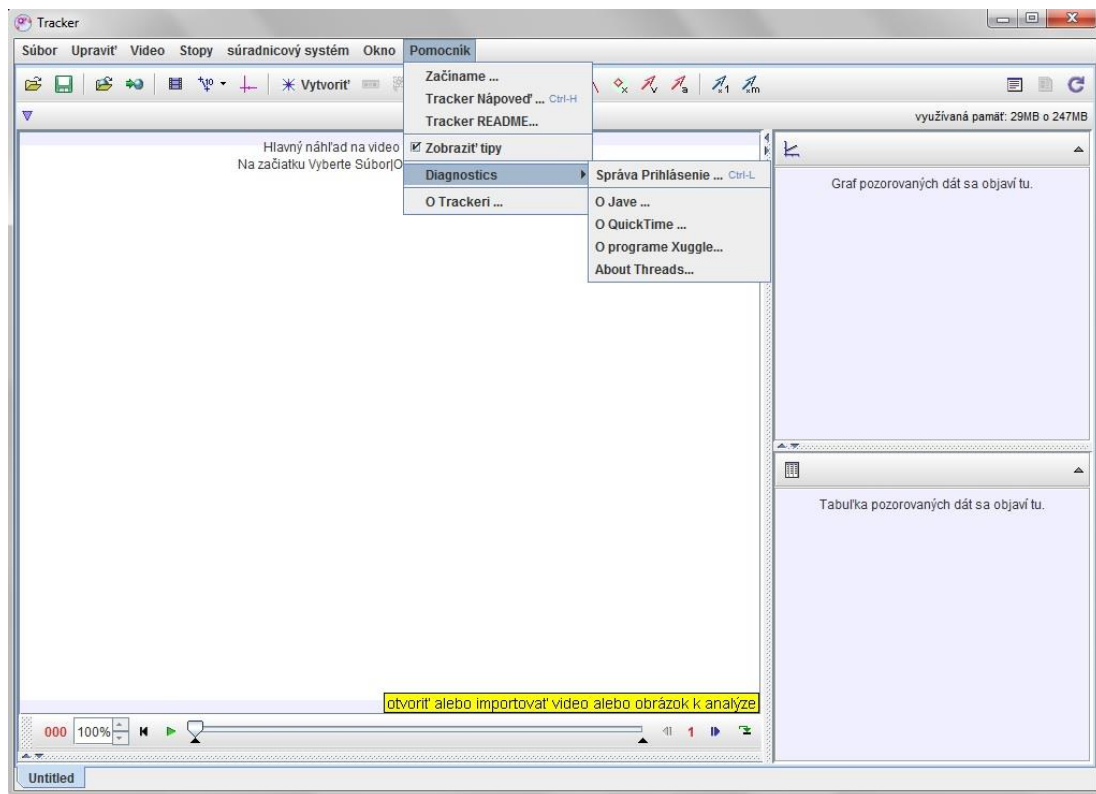 Tracker
Súbor Upraviť Video Stopy súradnicový systém Okno Pomocník
Vytvoriť
využívaná pamäť: 29MB o 247MB
Začíname ...
Tracker Nápoveď ... Ctrl-H
Tracker README...
Zobraziť tipy
Diagnostics
O Trackeri ...
Správa Prihlásenie ... Ctrl-L
O Jave ...
O QuickTime ...
O programe Xuggle...
About Threads...
Hlavný náhľad na video
Na začiatku Vyberte Súbor|O
Graf pozorovaných dát sa objaví tu.
Tabuľka pozorovaných dát sa objaví tu.
otvoriť alebo importovať video alebo obrázok k analýze
000 100% 1
Untitled